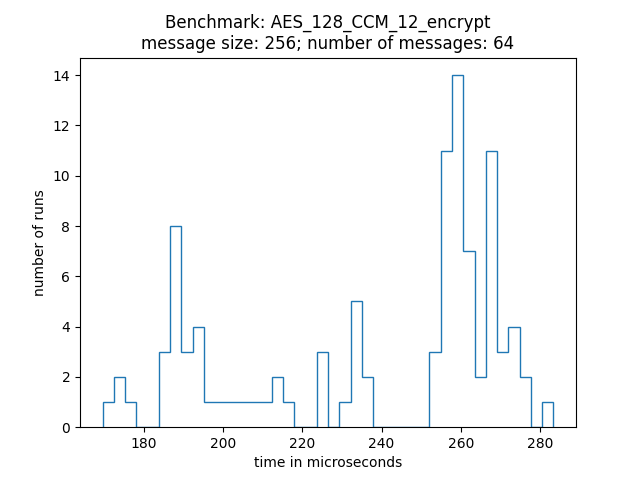 Benchmark: AES_128_CCM_12_encrypt
message size: 256; number of messages: 64
14
12
10
8
6
4
2
0
number of runs
180 200 220 240 260 280
time in microseconds